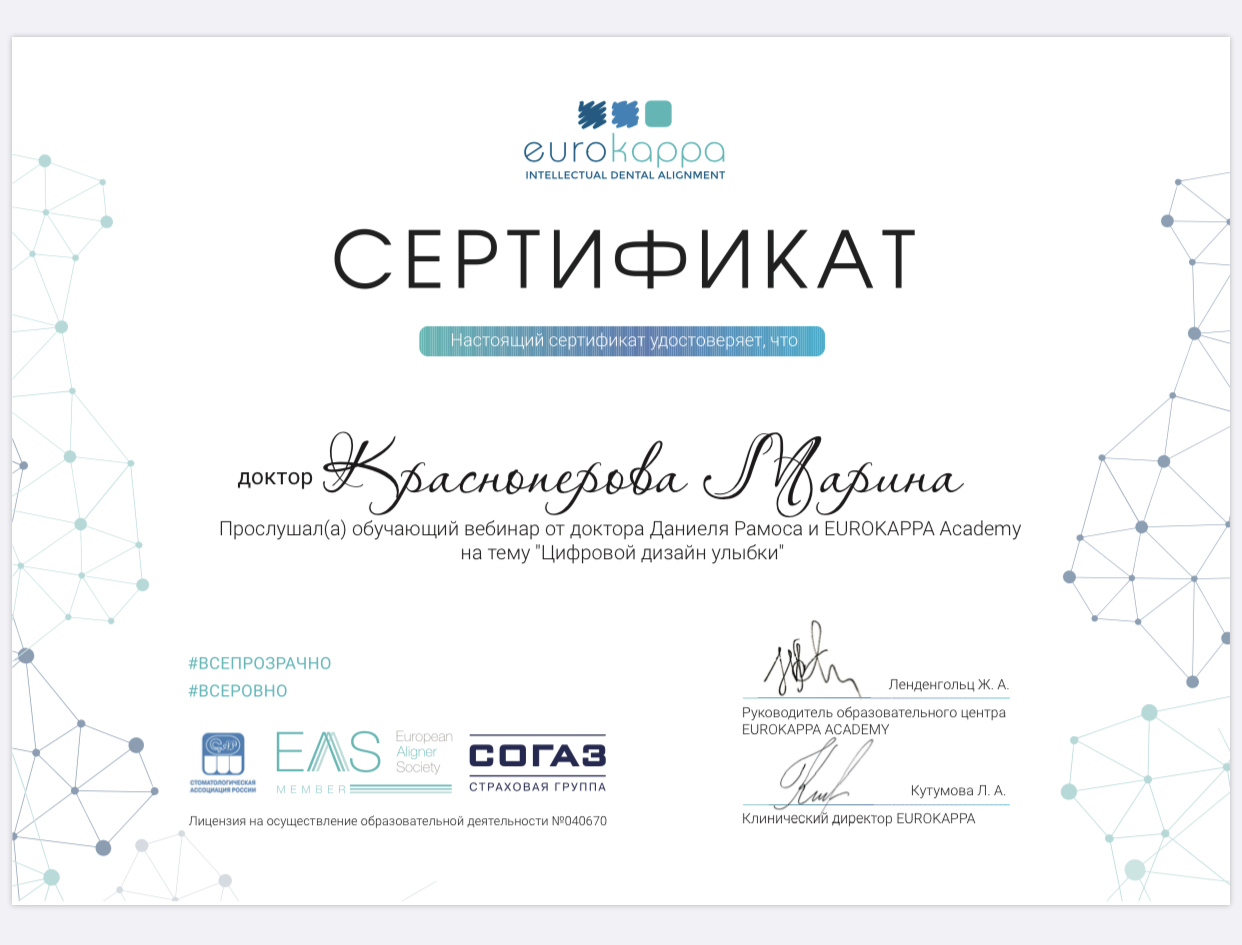 eurokappa
INTELLECTUAL DENTAL ALIGNMENT
СЕРТИФИКАТ
Настоящий сертификат удостоверяет, что
доктор Красноперова Марина
Прослушал(а) обучающий вебинар от доктора Даниеля Рамоса и EUROKAPPA Academy
на тему "Цифровой дизайн улыбки"
#ВСЕПРОЗРАЧНО
#ВСЕРОВНО
СТОМАТОЛОГИЧЕСКАЯ
АССОЦИАЦИЯ РОССИИ
EAS
MEMBER
European
Aligner
Society
СОГАЗ
СТРАХОВАЯ ГРУППА
Лицензия на осуществление образовательной деятельности №040670
Ленденгольц Ж. А.
Руководитель образовательного центра
EUROKAPPA ACADEMY
Кутумова Л. А.
Клинический директор EUROKAPPA